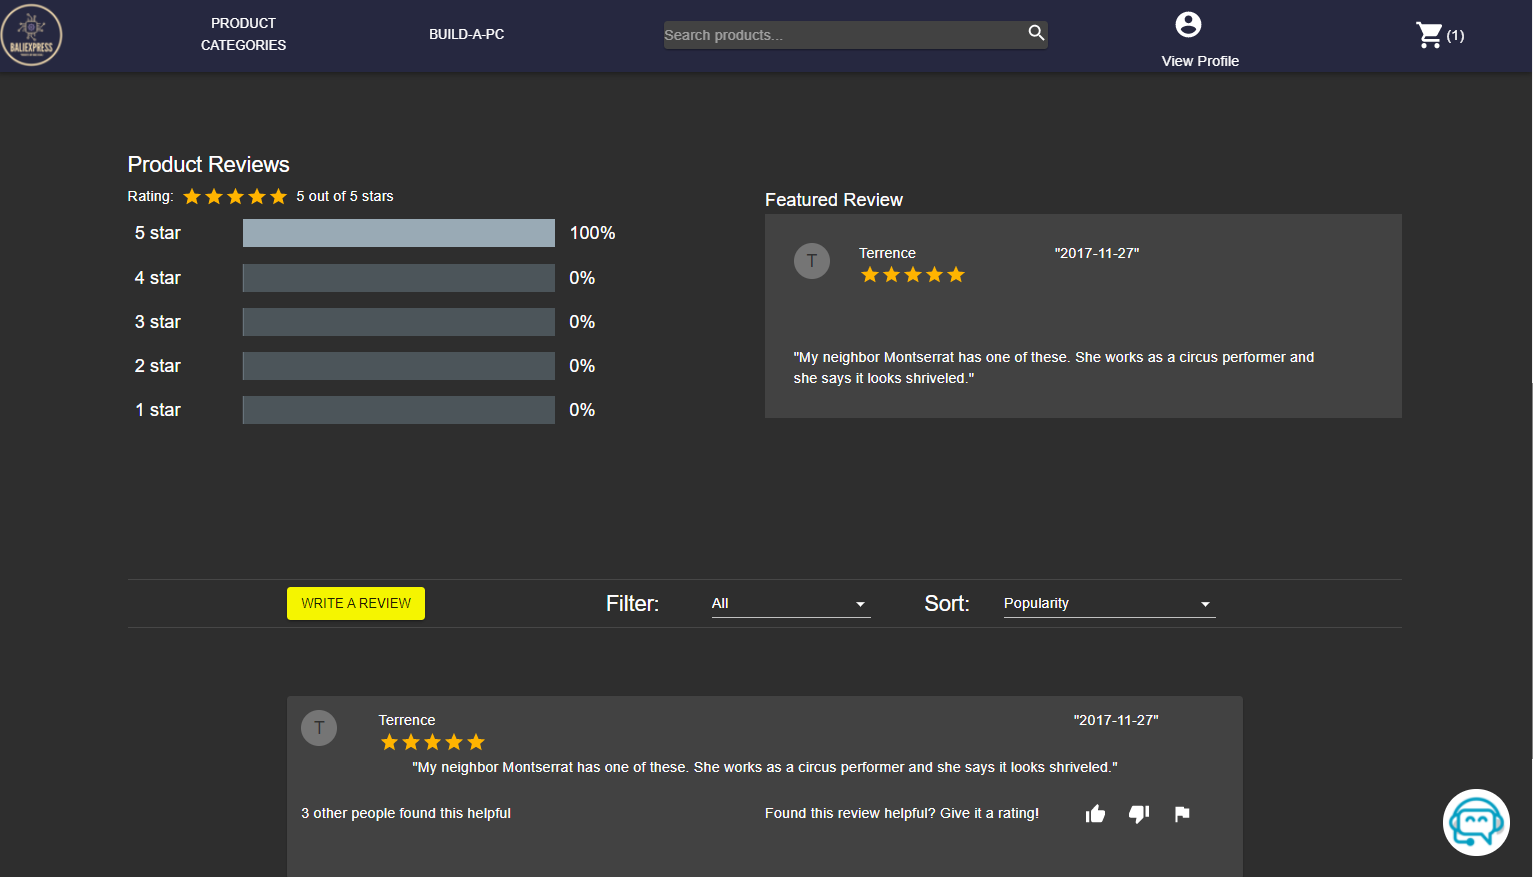 BALIEXPRESS
PRODUCT
CATEGORIES
BUILD-A-PC
Search products...
View Profile
(1)
Product Reviews
Rating: 5 out of 5 stars
5 star 100%
4 star 0%
3 star 0%
2 star 0%
1 star 0%
Featured Review
T
Terrence "2017-11-27"
"My neighbor Montserrat has one of these. She works as a circus performer and
she says it looks shriveled."
WRITE A REVIEW Filter: All Sort: Popularity
T
Terrence "2017-11-27"
"My neighbor Montserrat has one of these. She works as a circus performer and she says it looks shriveled."
3 other people found this helpful Found this review helpful? Give it a rating!